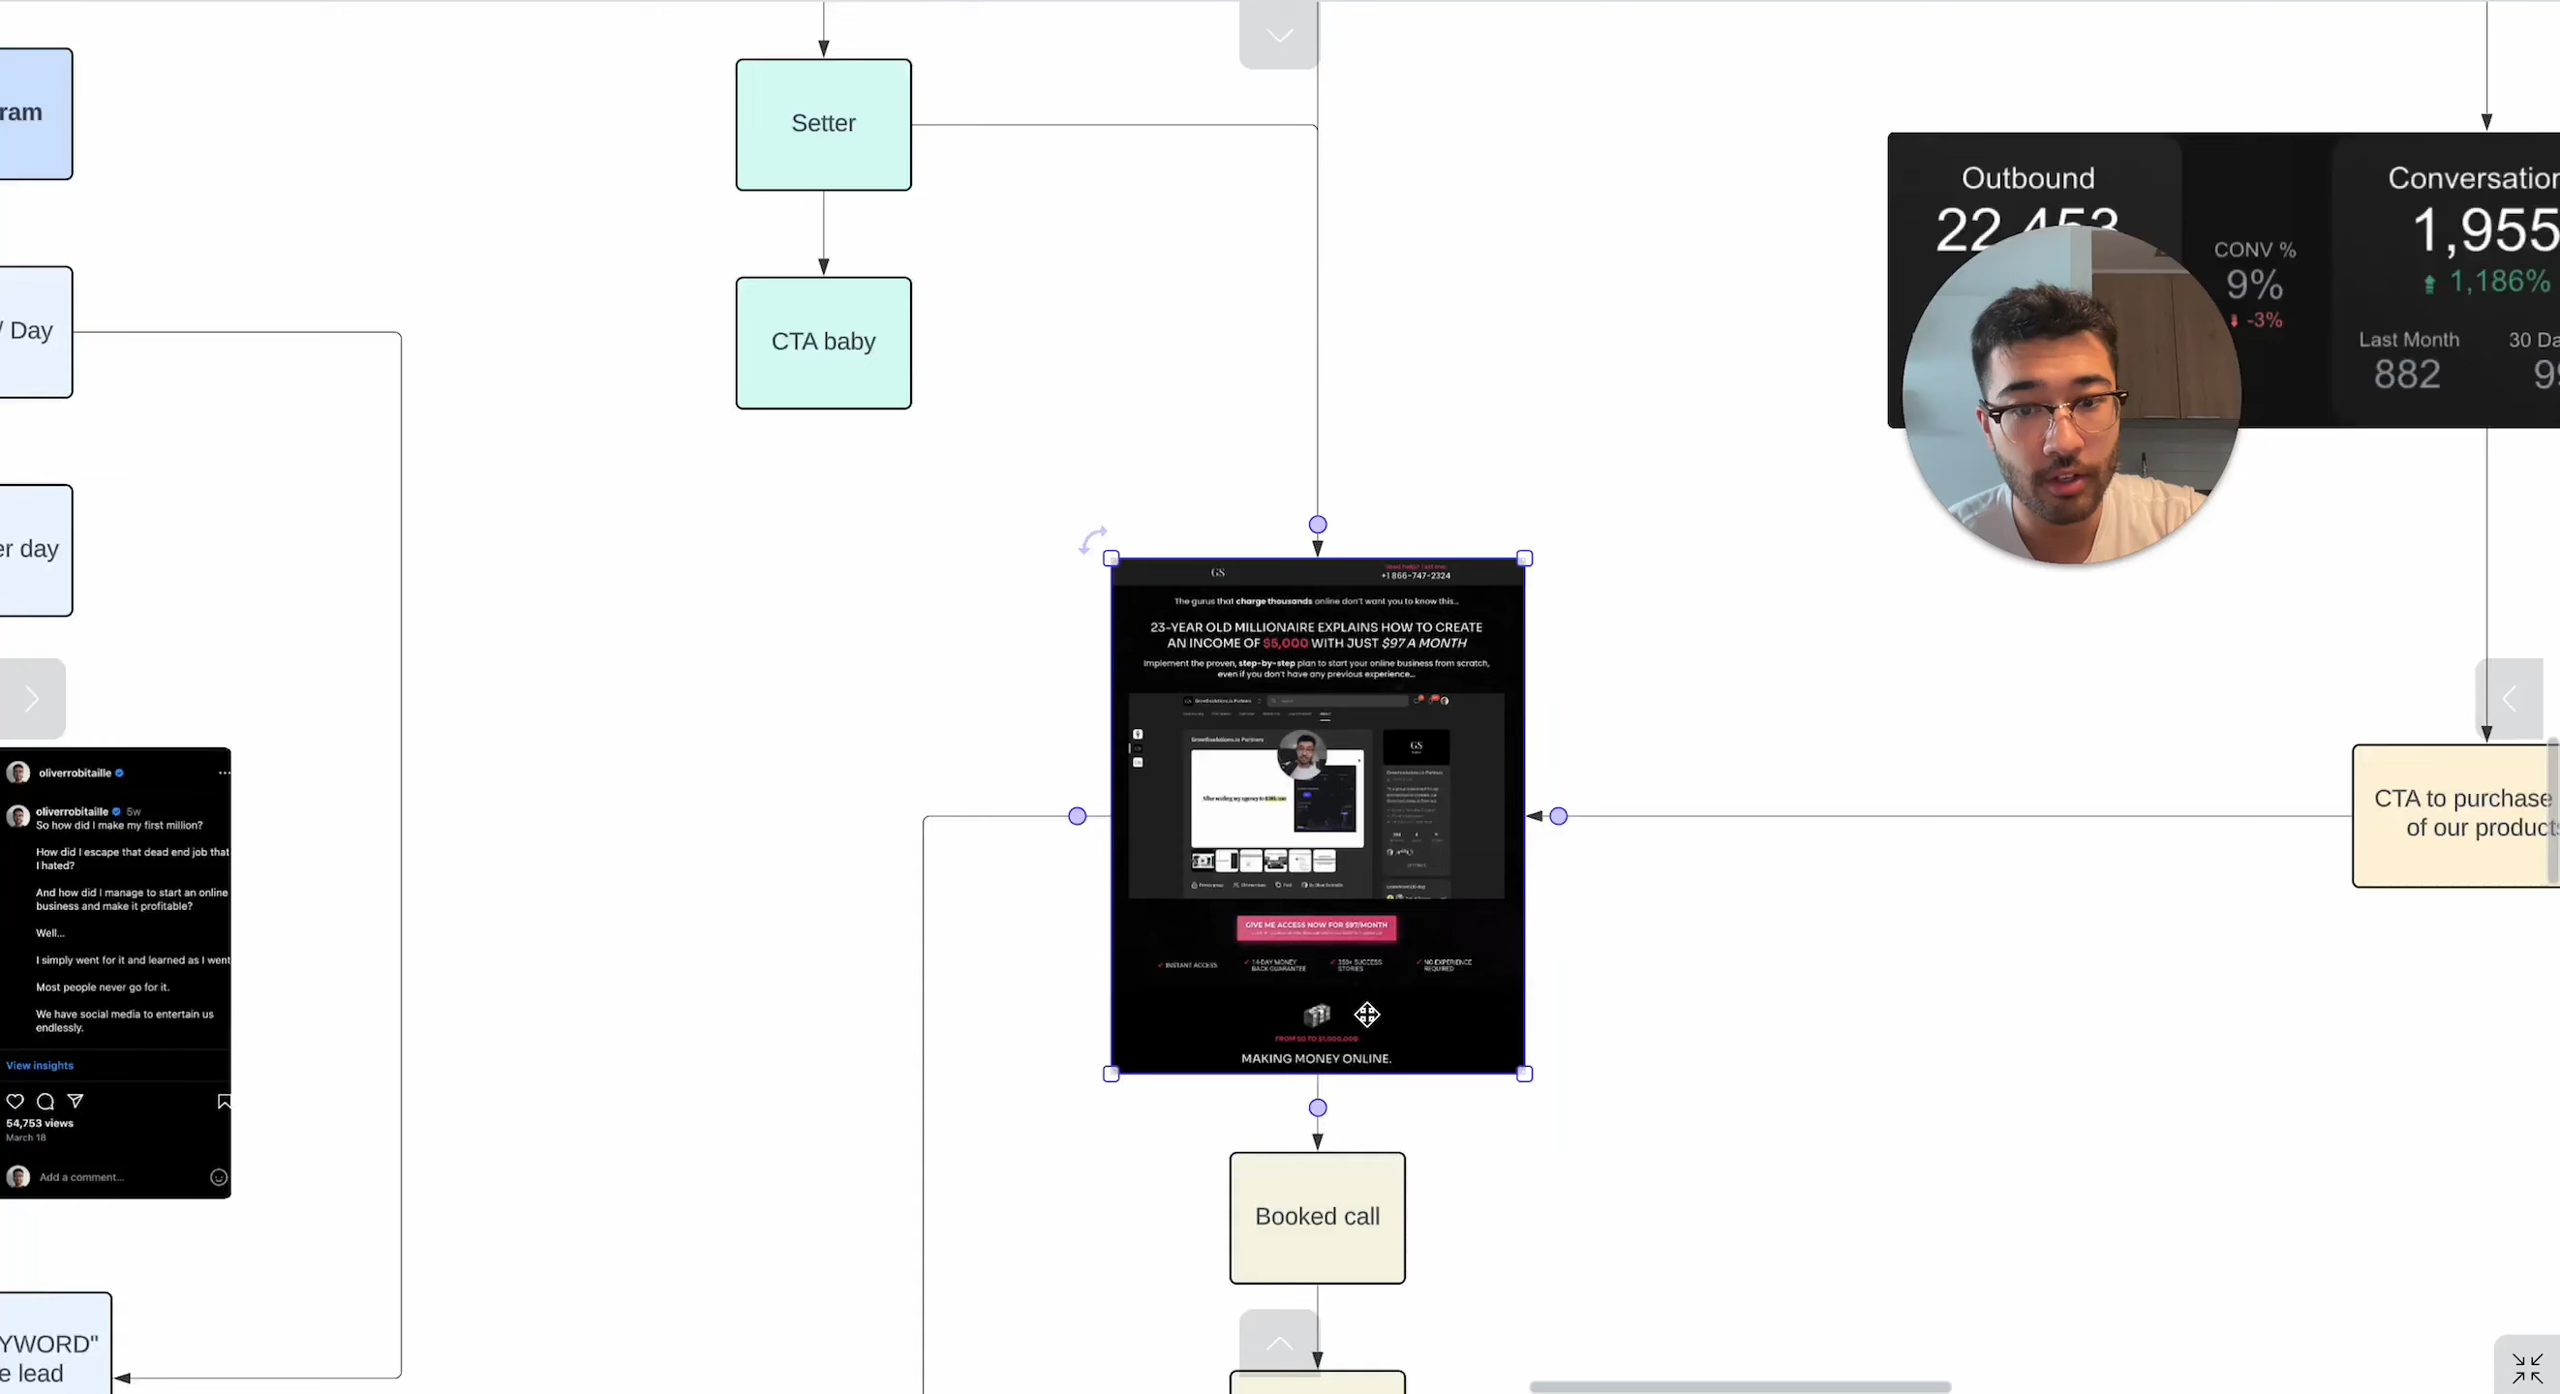 ram
/ Day
er day
oliverrobitaille
...
oliverrobitaille 5w
So how did I make my first million?
How did I escape that dead end job that
I hated?
And how did I manage to start an online
business and make it profitable?
Well...
I simply went for it and learned as I went
Most people never go for it.
We have social media to entertain us
endlessly.
View insights
54,753 views
March 18
Add a comment...
YWORD"
e lead
Setter
CTA baby
GS
+1 866-747-2324
The gurus that charge thousands online don't want you to know this...
23-YEAR OLD MILLIONAIRE EXPLAINS HOW TO CREATE
AN INCOME OF $5,000 WITH JUST $97 A MONTH
Implement the proven, step-by-step plan to start your online business from scratch,
even if you don't have any previous experience...
GS
GIVE ME ACCESS NOW FOR $97/MONTH
INSTANT ACCESS
14-DAY MONEY
BACK GUARANTEE
350+ SUCCESS
STORIES
NO EXPERIENCE
REQUIRED
FROM $0 TO $1,000,000
MAKING MONEY ONLINE.
Booked call
Outbound
22,453
CONV %
9%
-3%
Conversation
1,955
1,186%
Last Month
882
30 Da
99
CTA to purchase
of our products